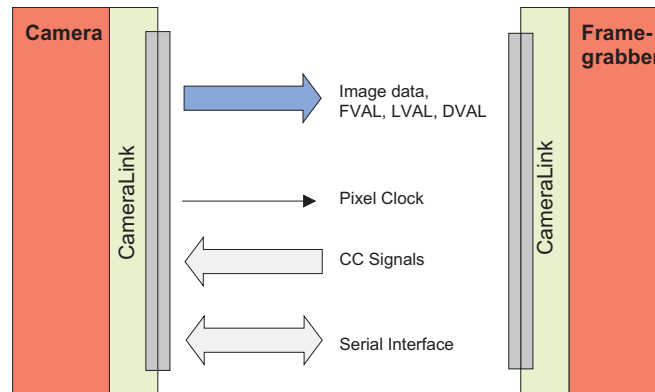 Camera
Frame-
grabber
Image data,
FVAL, LVAL, DVAL
CameraLink
CameraLink
Pixel Clock
CC Signals
Serial Interface